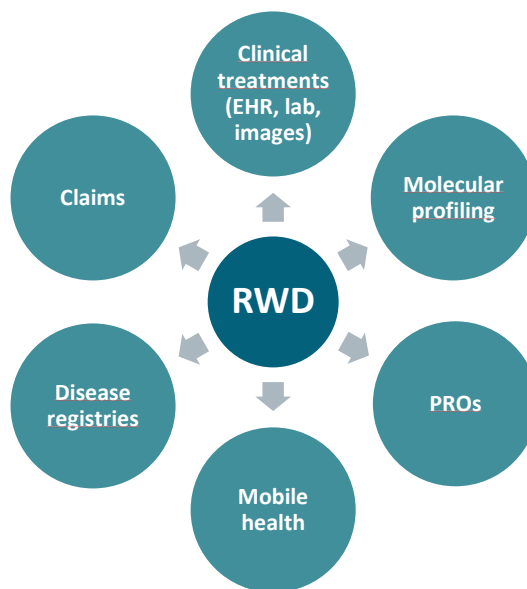 Clinical
treatments
(EHR, lab,
images)
Claims
Molecular
profiling
RWD
Disease
registries
PROs
Mobile
health